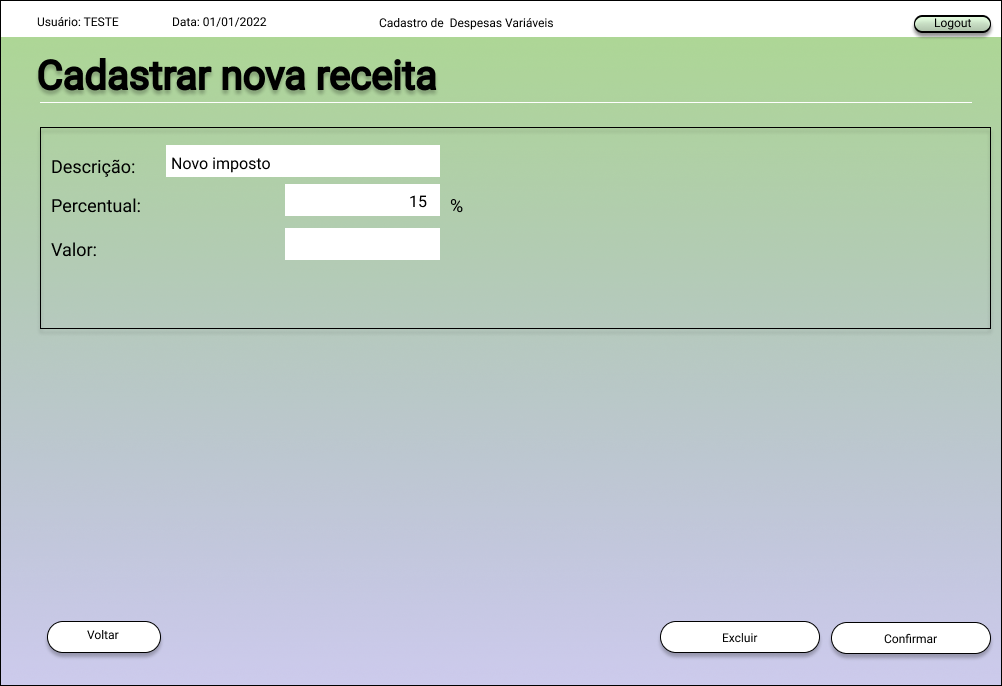 Usuário: TESTE Data: 01/01/2022 Cadastro de Despesas Variáveis Logout
Cadastrar nova receita
Descrição: Novo imposto
Percentual: 15 %
Valor:
Voltar Excluir Confirmar